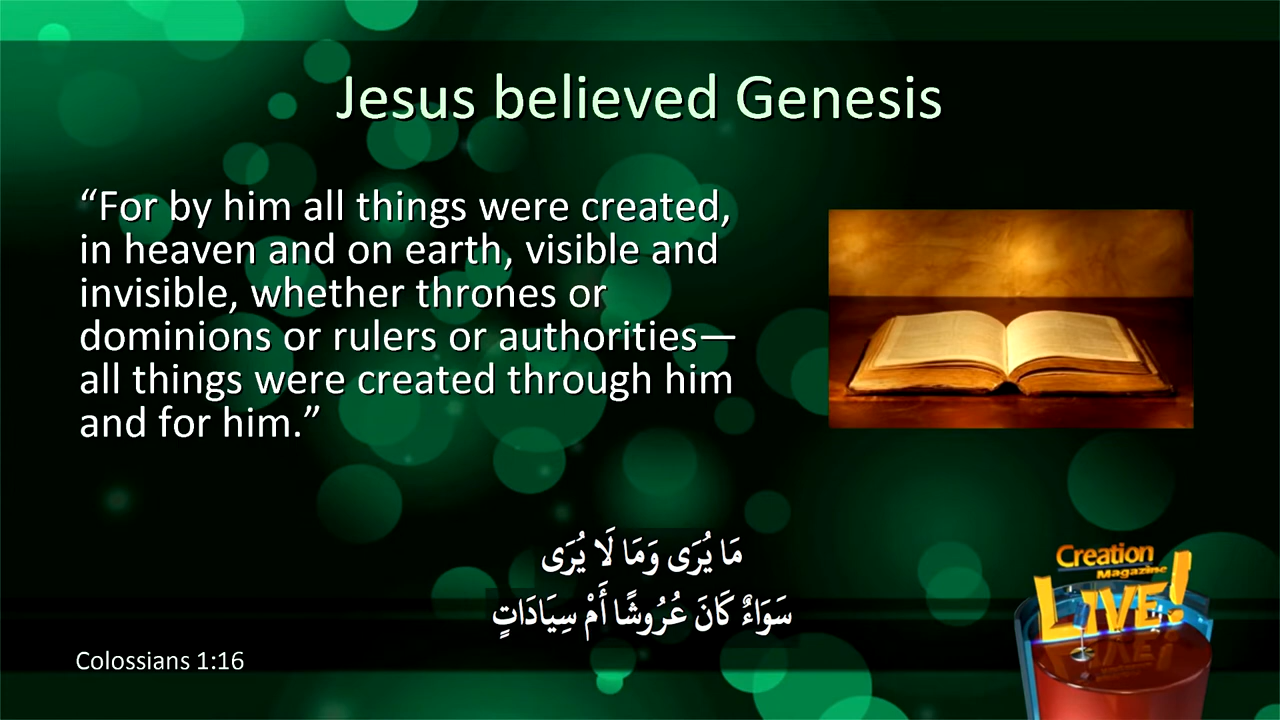 Jesus believed Genesis
“For by him all things were created,
in heaven and on earth, visible and
invisible, whether thrones or
dominions or rulers or authorities—
all things were created through him
and for him.”
مَا يُرَى وَمَا لَا يُرَى
سَوَاءٌ كَانَ عُرُوشًا أَمْ سِيَادَاتٍ
Colossians 1:16
Creation
Magazine
LIVE!